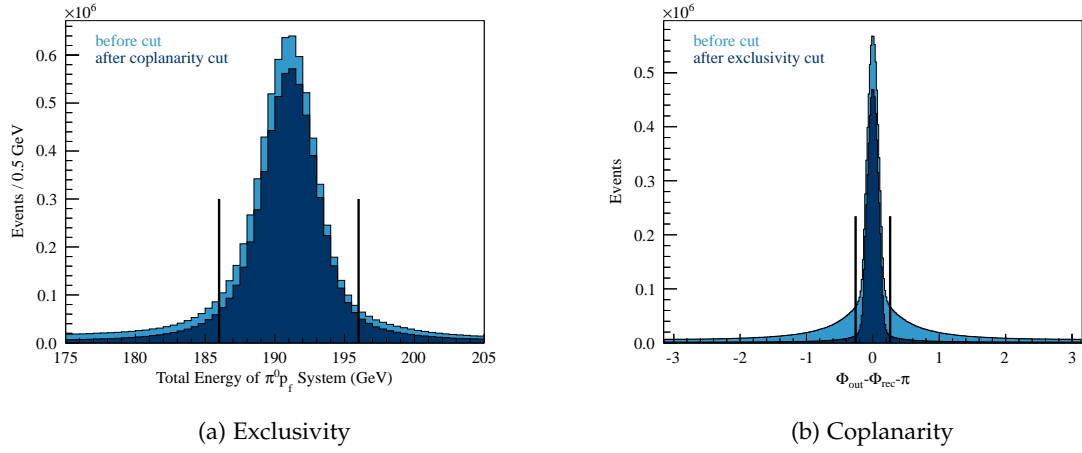 ×10⁶
before cut
after coplanarity cut
Events / 0.5 GeV
0.6
0.5
0.4
0.3
0.2
0.1
0.0
175 180 185 190 195 200 205
Total Energy of π⁰p_f System (GeV)
(a) Exclusivity
×10⁶
before cut
after exclusivity cut
Events
0.5
0.4
0.3
0.2
0.1
0.0
-3 -2 -1 0 1 2 3
Φ_out-Φ_rec-π
(b) Coplanarity